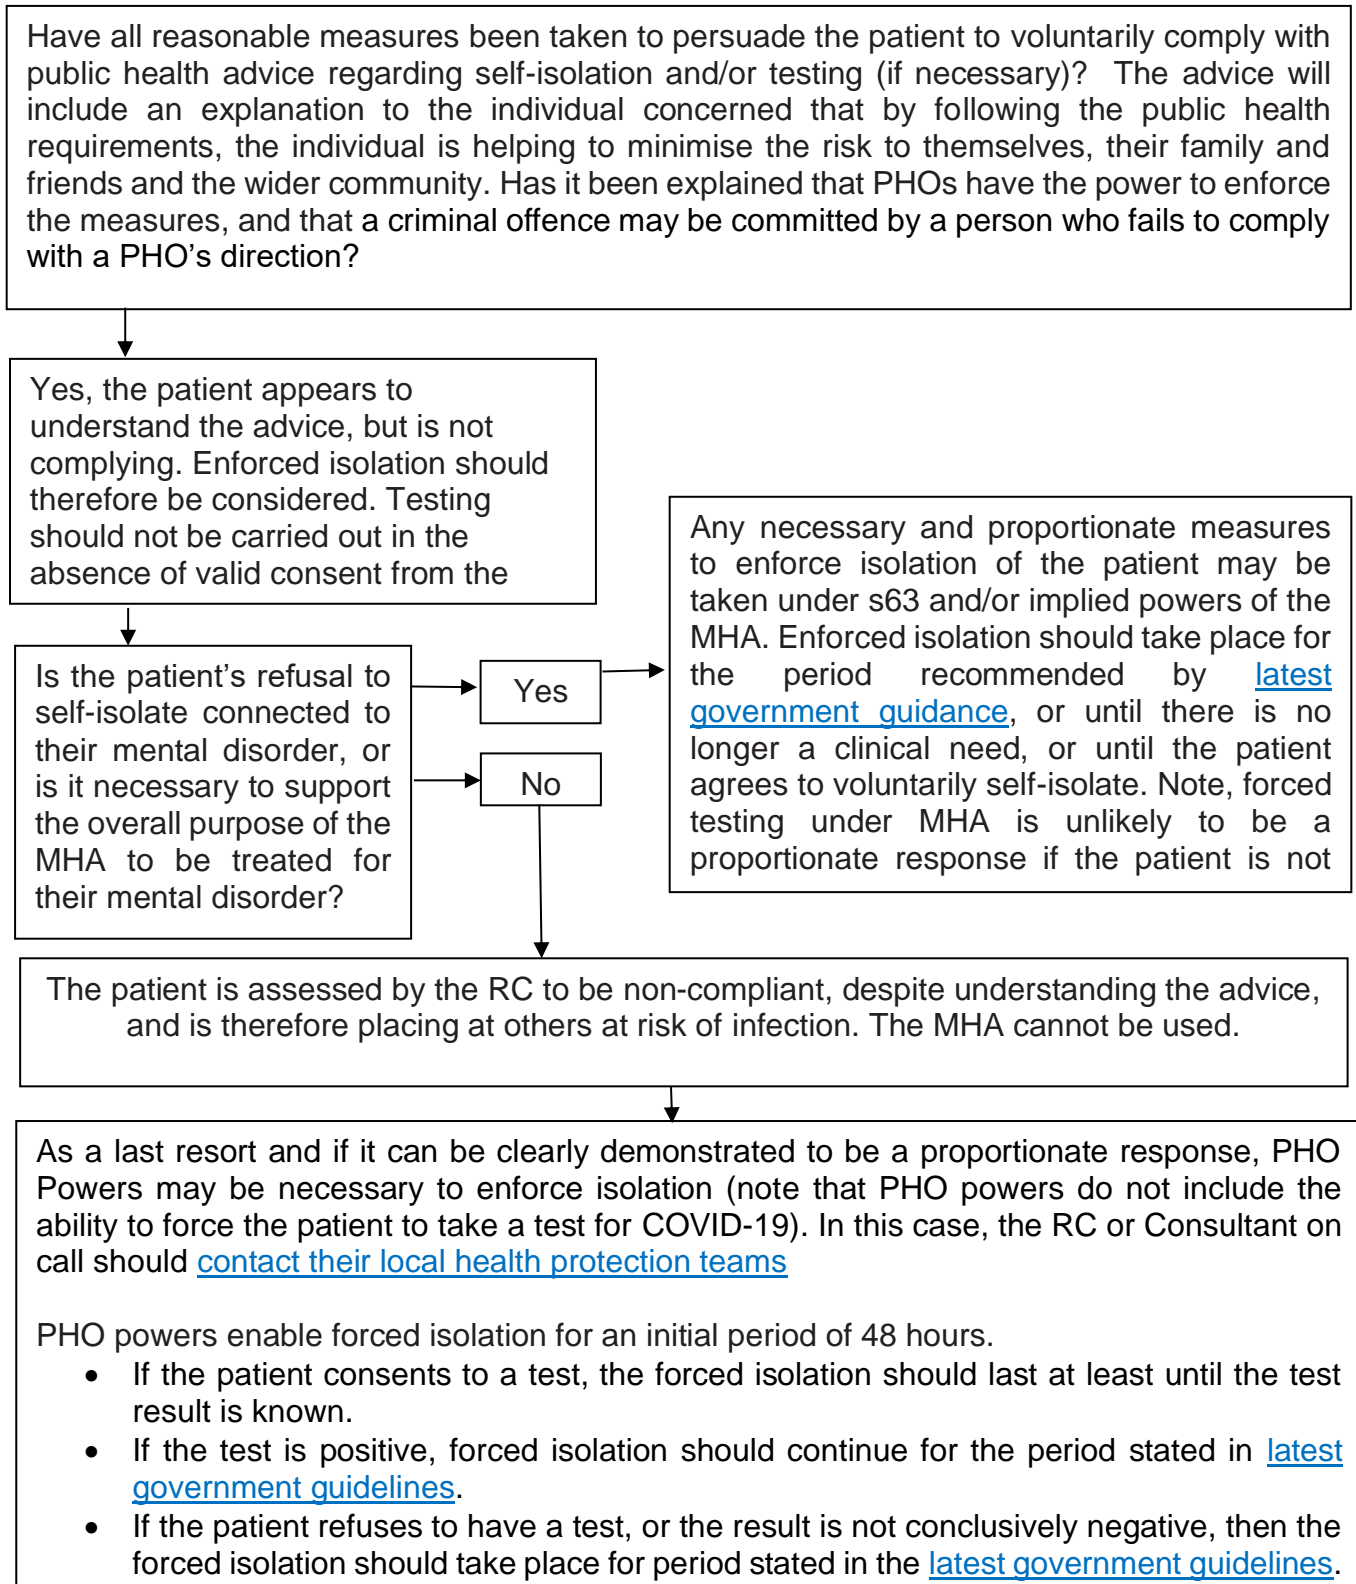 Have all reasonable measures been taken to persuade the patient to voluntarily comply with
public health advice regarding self-isolation and/or testing (if necessary)? The advice will
include an explanation to the individual concerned that by following the public health
requirements, the individual is helping to minimise the risk to themselves, their family and
friends and the wider community. Has it been explained that PHOs have the power to enforce
the measures, and that a criminal offence may be committed by a person who fails to comply
with a PHO's direction?
Yes, the patient appears to
understand the advice, but is not
complying. Enforced isolation should
therefore be considered. Testing
should not be carried out in the
absence of valid consent from the
Is the patient's refusal to
self-isolate connected to
their mental disorder, or
is it necessary to support
the overall purpose of the
MHA to be treated for
their mental disorder?
Yes
No
Any necessary and proportionate measures
to enforce isolation of the patient may be
taken under s63 and/or implied powers of the
MHA. Enforced isolation should take place for
the period recommended by latest
government guidance, or until there is no
longer a clinical need, or until the patient
agrees to voluntarily self-isolate. Note, forced
testing under MHA is unlikely to be a
proportionate response if the patient is not
The patient is assessed by the RC to be non-compliant, despite understanding the advice,
and is therefore placing at others at risk of infection. The MHA cannot be used.
As a last resort and if it can be clearly demonstrated to be a proportionate response, PHO
Powers may be necessary to enforce isolation (note that PHO powers do not include the
ability to force the patient to take a test for COVID-19). In this case, the RC or Consultant on
call should contact their local health protection teams
PHO powers enable forced isolation for an initial period of 48 hours.
• If the patient consents to a test, the forced isolation should last at least until the test
result is known.
• If the test is positive, forced isolation should continue for the period stated in latest
government guidelines.
• If the patient refuses to have a test, or the result is not conclusively negative, then the
forced isolation should take place for period stated in the latest government guidelines.